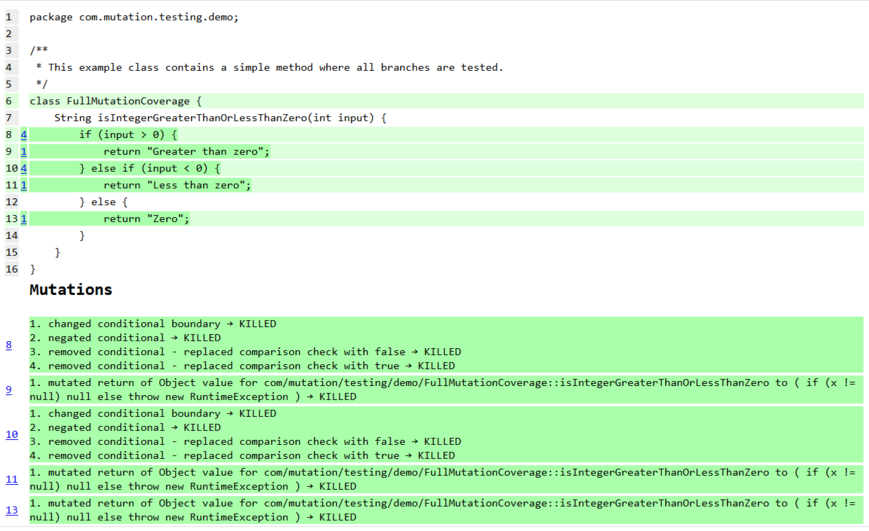 1 package com.mutation.testing.demo;
2
3 /**
4 * This example class contains a simple method where all branches are tested.
5 */
6 class FullMutationCoverage {
7 String isIntegerGreaterThanOrLessThanZero(int input) {
8 4 if (input > 0) {
9 1 return "Greater than zero";
10 4 } else if (input < 0) {
11 1 return "Less than zero";
12 } else {
13 1 return "Zero";
14 }
15 }
16 }
Mutations
8
1. changed conditional boundary → KILLED
2. negated conditional → KILLED
3. removed conditional - replaced comparison check with false → KILLED
4. removed conditional - replaced comparison check with true → KILLED
9
1. mutated return of Object value for com/mutation/testing/demo/FullMutationCoverage::isIntegerGreaterThanOrLessThanZero to ( if (x !=
null) null else throw new RuntimeException ) → KILLED
10
1. changed conditional boundary → KILLED
2. negated conditional → KILLED
3. removed conditional - replaced comparison check with false → KILLED
4. removed conditional - replaced comparison check with true → KILLED
11
1. mutated return of Object value for com/mutation/testing/demo/FullMutationCoverage::isIntegerGreaterThanOrLessThanZero to ( if (x !=
null) null else throw new RuntimeException ) → KILLED
13
1. mutated return of Object value for com/mutation/testing/demo/FullMutationCoverage::isIntegerGreaterThanOrLessThanZero to ( if (x !=
null) null else throw new RuntimeException ) → KILLED